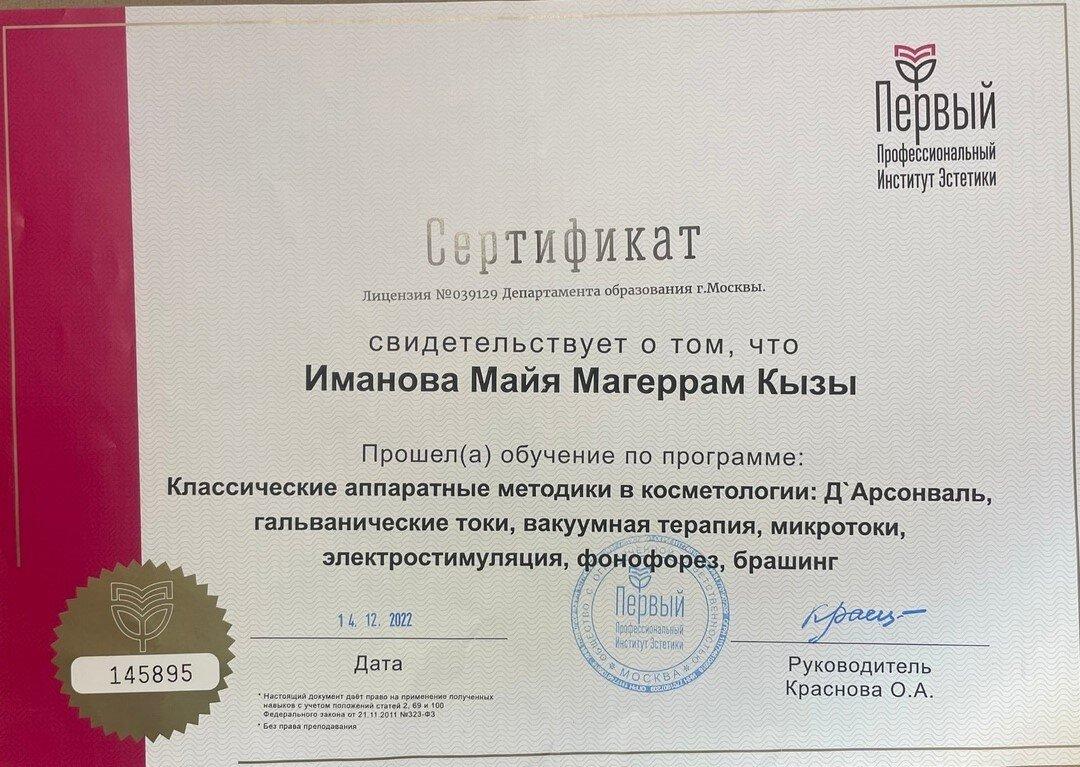 Первый
Профессиональный
Институт Эстетики
Сертификат
Лицензия №039129 Департамента образования г.Москвы.
свидетельствует о том, что
Иманова Майя Магеррам Кызы
Прошел(а) обучение по программе:
Классические аппаратные методики в косметологии: Д`Арсонваль,
гальванические токи, вакуумная терапия, микротоки,
электростимуляция, фонофорез, брашинг
14. 12. 2022
Дата
145895
* Настоящий документ даёт право на применение полученных
навыков с учетом положений статей 2, 69 и 100
Федерального закона от 21.11.2011 №323-ФЗ
* Без права преподавания
ОБЩЕСТВО С ОГРАНИЧЕННОЙ ОТВЕТСТВЕННОСТЬЮ
Первый
Профессиональный
Институт Эстетики
* МОСКВА *
Руководитель
Краснова О.А.